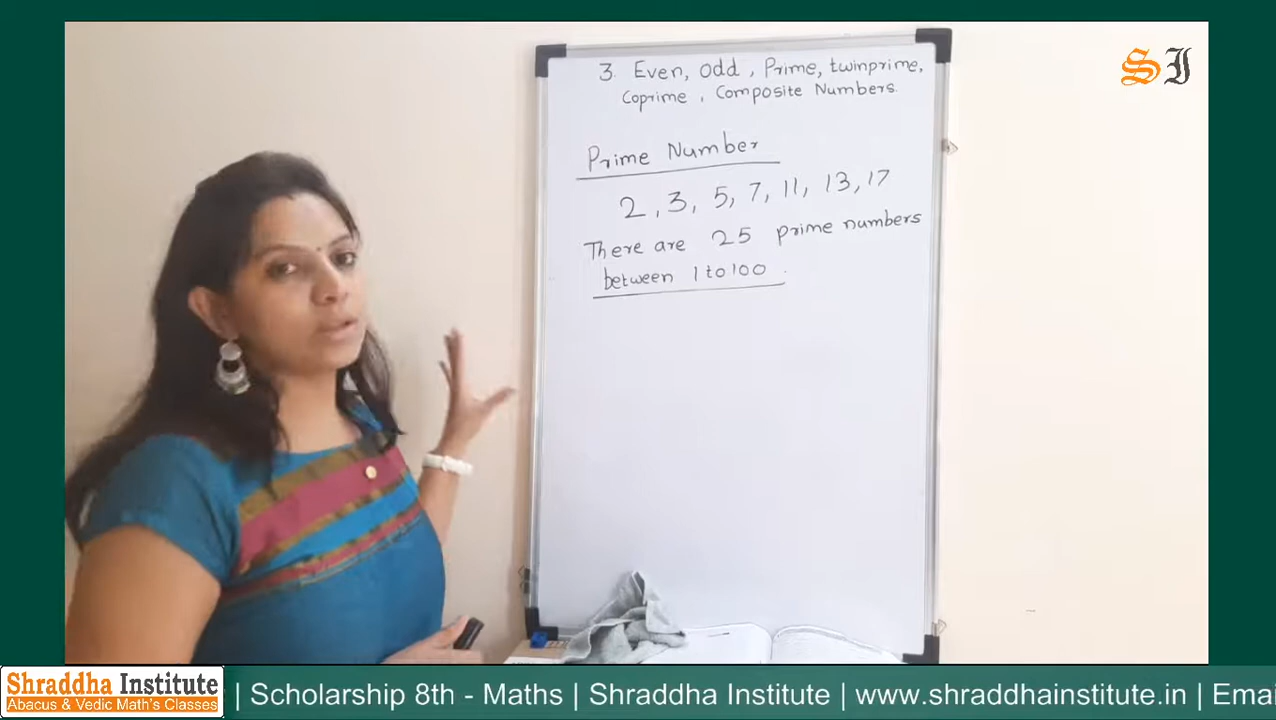 SI
3. Even, odd, Prime, twinprime,
Coprime, Composite Numbers.
Prime Number
2, 3, 5, 7, 11, 13, 17
There are 25 prime numbers
between 1 to 100.
Shraddha Institute
Abacus & Vedic Math's Classes
| Scholarship 8th - Maths | Shraddha Institute | www.shraddhainstitute.in | Emai